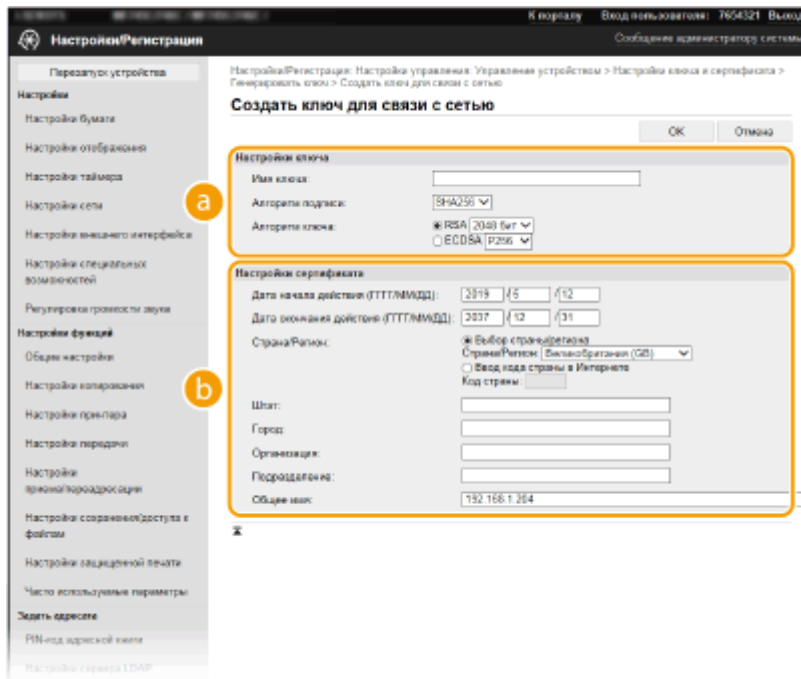 К порталу Вход пользователя: 7654321 Выход
Настройки/Регистрация
Сообщение администратору системы
Перезапуск устройства
Настройки
Настройки бумаги
Настройки отображения
Настройки таймера
Настройки сети
Настройки внешнего интерфейса
Настройки специальных
возможностей
Регулировка громкости звука
Настройки функций
Общие настройки
Настройки копирования
Настройки принтера
Настройки передачи
Настройки
приема/переадресации
Настройки сохранения/доступа к
файлам
Настройки защищенной печати
Часто используемые параметры
Задать адресата
PIN-код адресной книги
Настройки сервера LDAP
Настройки/Регистрация: Настройки управления: Управление устройством > Настройки ключа и сертификата >
Генерировать ключ > Создать ключ для связи с сетью
Создать ключ для связи с сетью
OK Отмена
a
Настройки ключа
Имя ключа:
Алгоритм подписи: SHA256
Алгоритм ключа: RSA 2048 бит
ECDSA P256
b
Настройки сертификата
Дата начала действия (ГГГГ/ММ/ДД): 2019 / 5 / 12
Дата окончания действия (ГГГГ/ММ/ДД): 2037 / 12 / 31
Страна/Регион: Выбор страны/региона
Страна/Регион: Великобритания (GB)
Ввод кода страны в Интернете
Код страны:
Штат:
Город:
Организация:
Подразделение:
Общее имя: 192.168.1.204